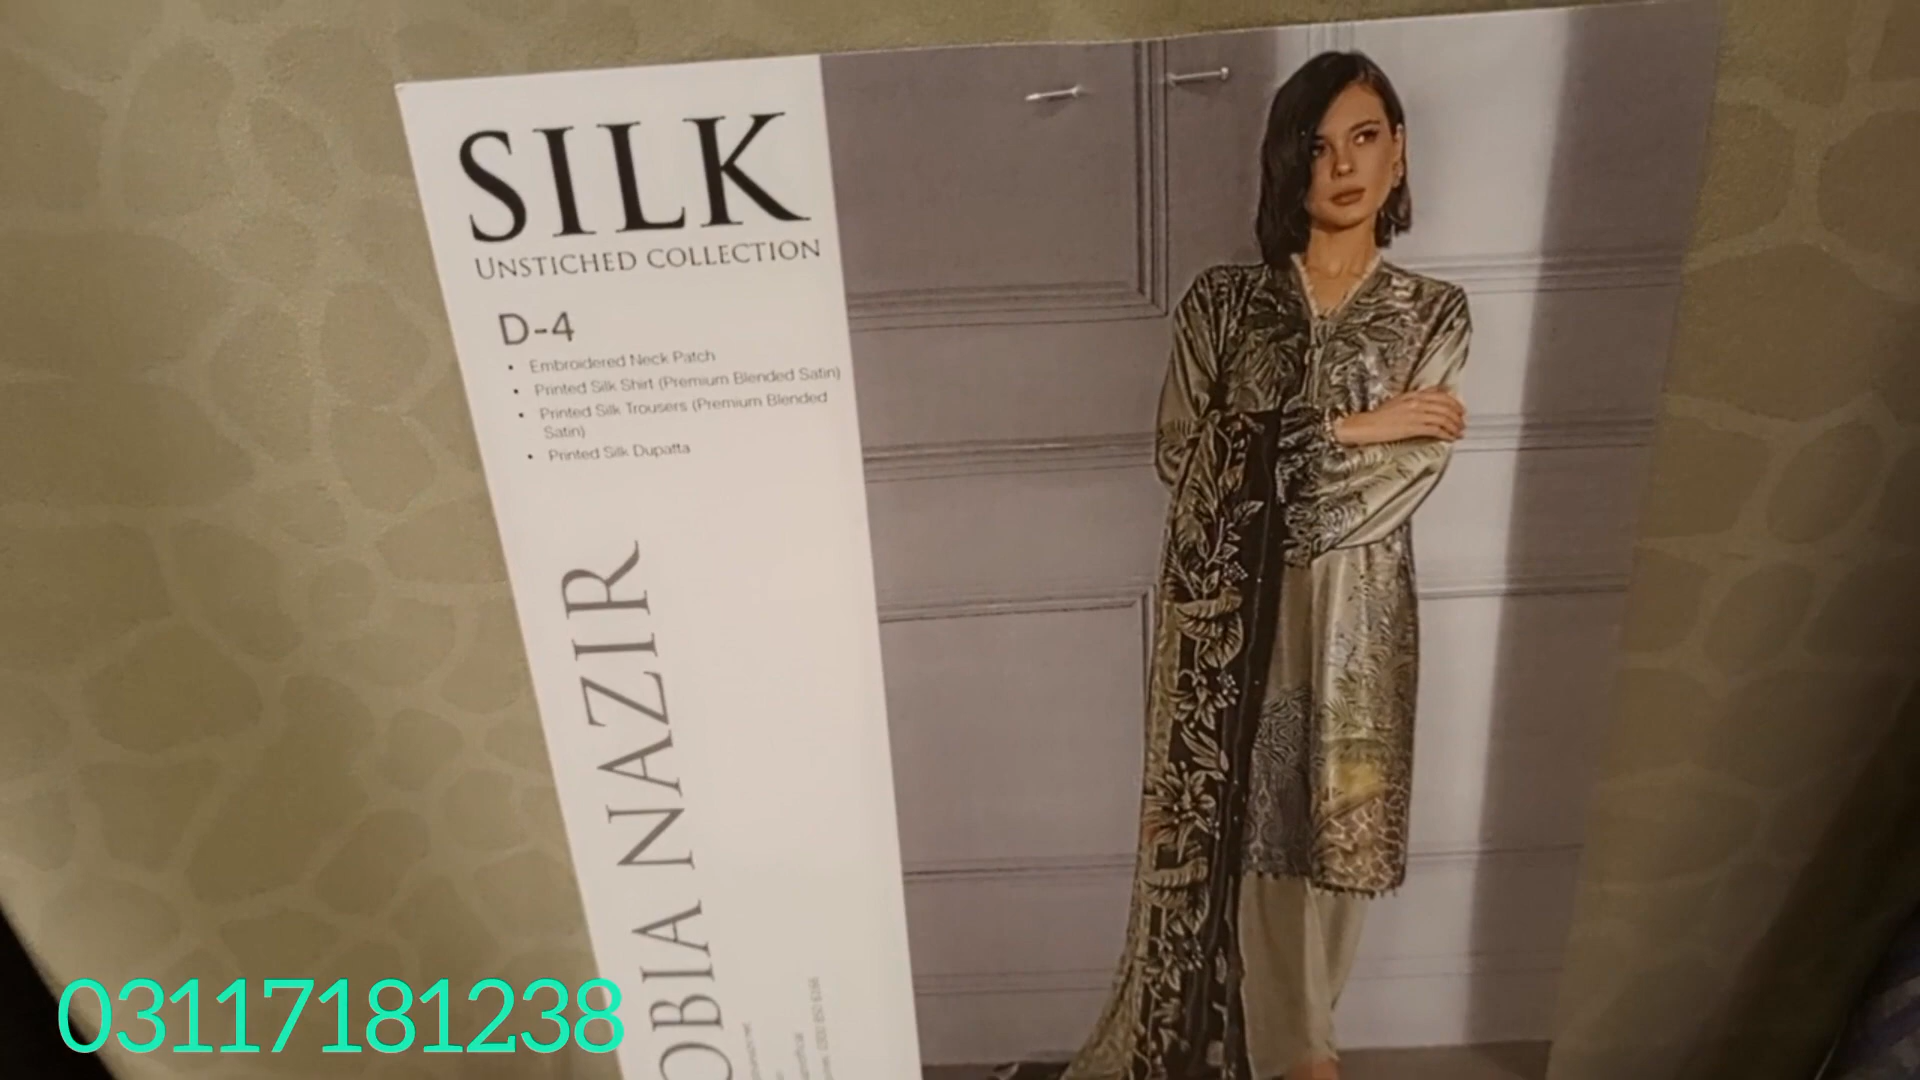 SILK
UNSTICHED COLLECTION
D-4
• Embroidered Neck Patch
• Printed Silk Shirt (Premium Blended Satin)
• Printed Silk Trousers (Premium Blended
Satin)
• Printed Silk Dupatta
OBIA NAZIR
03117181238